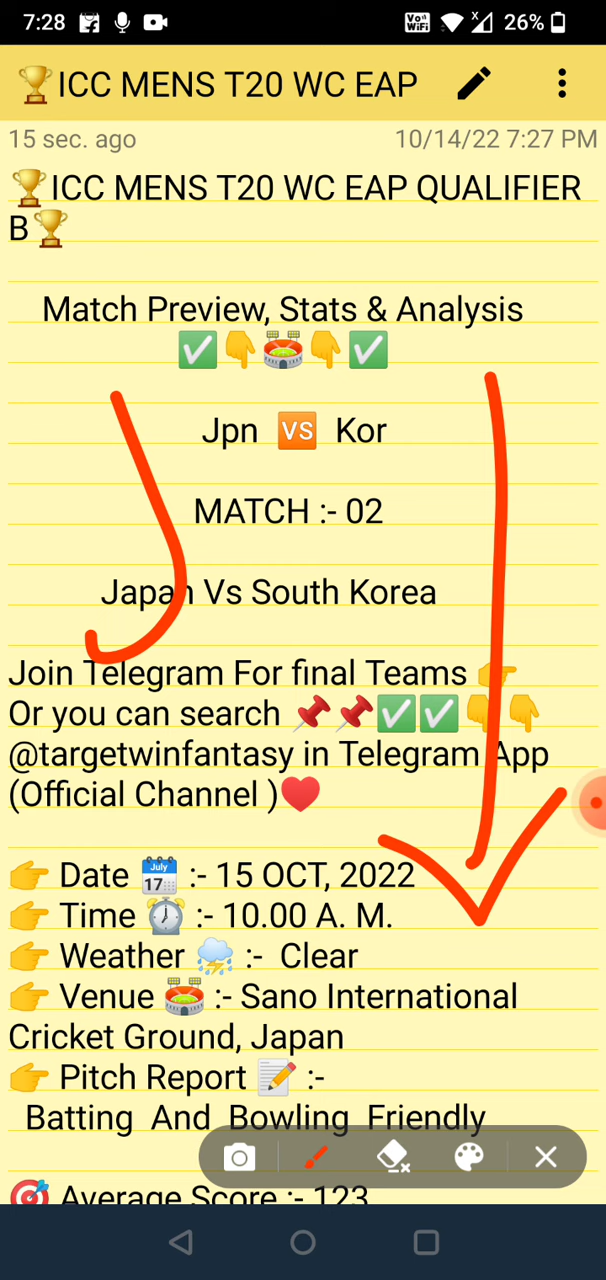 7:28 Vo WiFi X 26%
🏆ICC MENS T20 WC EAP
15 sec. ago 10/14/22 7:27 PM
🏆ICC MENS T20 WC EAP QUALIFIER
B🏆
Match Preview, Stats & Analysis
✅👇🏟👇✅
Jpn 🆚 Kor
MATCH :- 02
Japan Vs South Korea
Join Telegram For final Teams 👉
Or you can search 📌📌✅✅👇👇
@targetwinfantasy in Telegram App
(Official Channel )♥️
👉 Date 📅 :- 15 OCT, 2022
👉 Time ⏰ :- 10.00 A. M.
👉 Weather ⛈ :- Clear
👉 Venue 🏟 :- Sano International
Cricket Ground, Japan
👉 Pitch Report 📝 :-
Batting And Bowling Friendly
🎯 Average Score :- 123